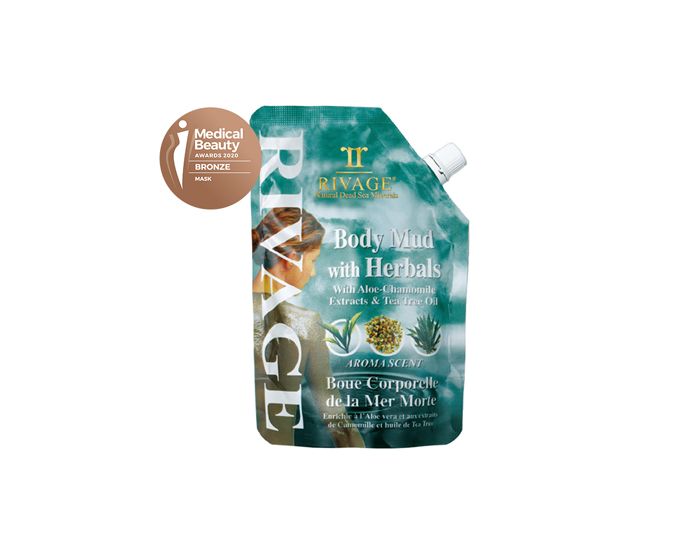 Medical
Beauty
AWARDS 2020
BRONZE
MASK
RIVAGE
RIVAGE®
Natural Dead Sea Minerals
Body Mud
with Herbals
With Aloe-Chamomile
Extracts & Tea Tree Oil
AROMA SCENT
Boue Corporelle
de la Mer Morte
Enrichie à l'Aloe vera et aux extraits
de Camomille et huile de Tea Tree